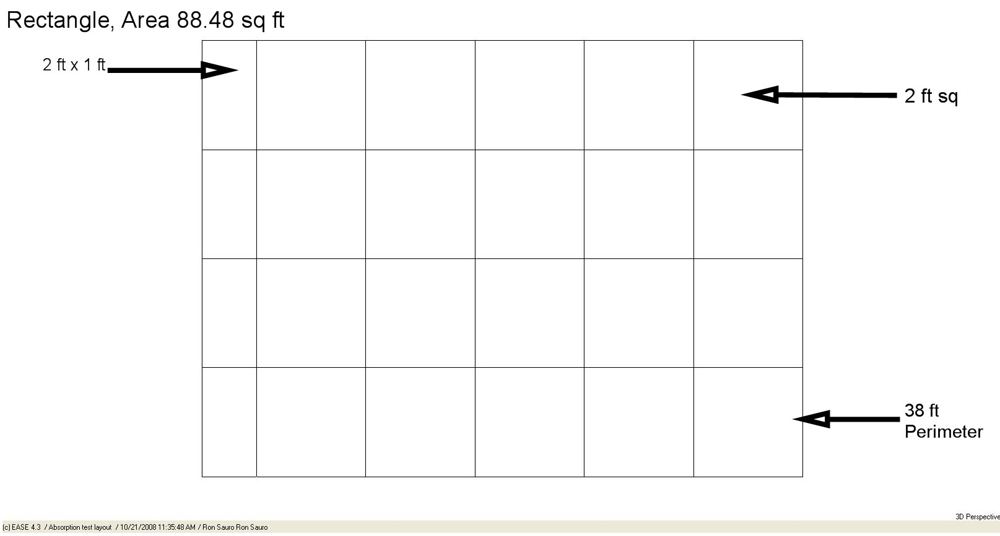 Rectangle, Area 88.48 sq ft
2 ft x 1 ft
2 ft sq
38 ft
Perimeter
3D Perspective
(c) EASE 4.3 / Absorption test layout / 10/21/2008 11:35:48 AM / Ron Sauro Ron Sauro